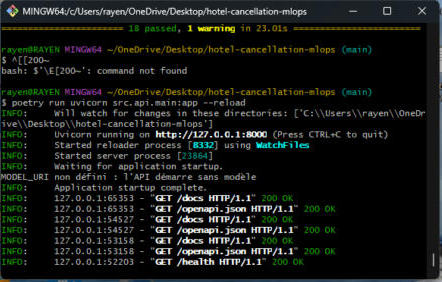 MINGW64:/c/Users/rayen/OneDrive/Desktop/hotel-cancellation-mlops
======================= 18 passed, 1 warning in 23.01s ========================
rayen@RAYEN MINGW64 ~/OneDrive/Desktop/hotel-cancellation-mlops (main)
$ ^[[200~
bash: $'\E[200~': command not found
rayen@RAYEN MINGW64 ~/OneDrive/Desktop/hotel-cancellation-mlops (main)
$ poetry run uvicorn src.api.main:app --reload
INFO:     Will watch for changes in these directories: ['C:\\Users\\rayen\\OneDr
ive\\Desktop\\hotel-cancellation-mlops']
INFO:     Uvicorn running on http://127.0.0.1:8000 (Press CTRL+C to quit)
INFO:     Started reloader process [8332] using WatchFiles
INFO:     Started server process [23864]
INFO:     Waiting for application startup.
MODEL_URI non défini : l'API démarre sans modèle
INFO:     Application startup complete.
INFO:     127.0.0.1:65353 - "GET /docs HTTP/1.1" 200 OK
INFO:     127.0.0.1:65353 - "GET /openapi.json HTTP/1.1" 200 OK
INFO:     127.0.0.1:54527 - "GET /docs HTTP/1.1" 200 OK
INFO:     127.0.0.1:54527 - "GET /openapi.json HTTP/1.1" 200 OK
INFO:     127.0.0.1:53158 - "GET /docs HTTP/1.1" 200 OK
INFO:     127.0.0.1:53158 - "GET /openapi.json HTTP/1.1" 200 OK
INFO:     127.0.0.1:52203 - "GET /health HTTP/1.1" 200 OK